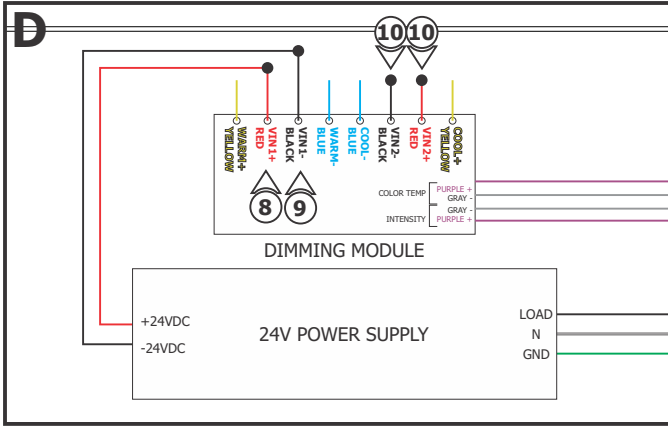 D
10 10
WARM+
YELLOW
VIN1+
RED
VIN1-
BLACK
WARM-
BLUE
COOL-
BLUE
VIN2-
BLACK
VIN2+
RED
COOL+
YELLOW
8 9
COLOR TEMP
PURPLE +
GRAY -
GRAY -
INTENSITY
PURPLE +
DIMMING MODULE
+24VDC
-24VDC
24V POWER SUPPLY
LOAD
N
GND